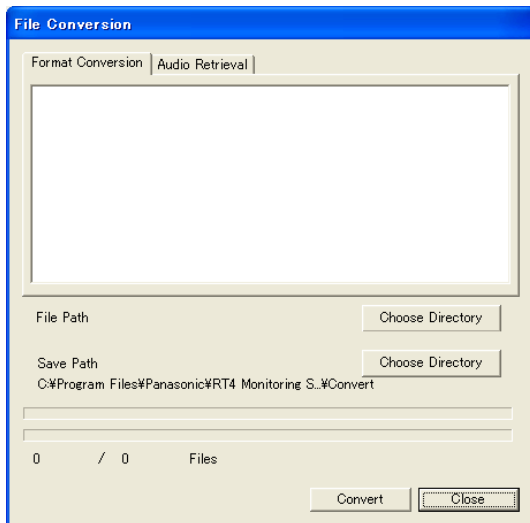 File Conversion
Format Conversion Audio Retrieval
File Path Choose Directory
Save Path Choose Directory
C:¥Program Files¥Panasonic¥RT4 Monitoring S...¥Convert
0 / 0 Files
Convert Close